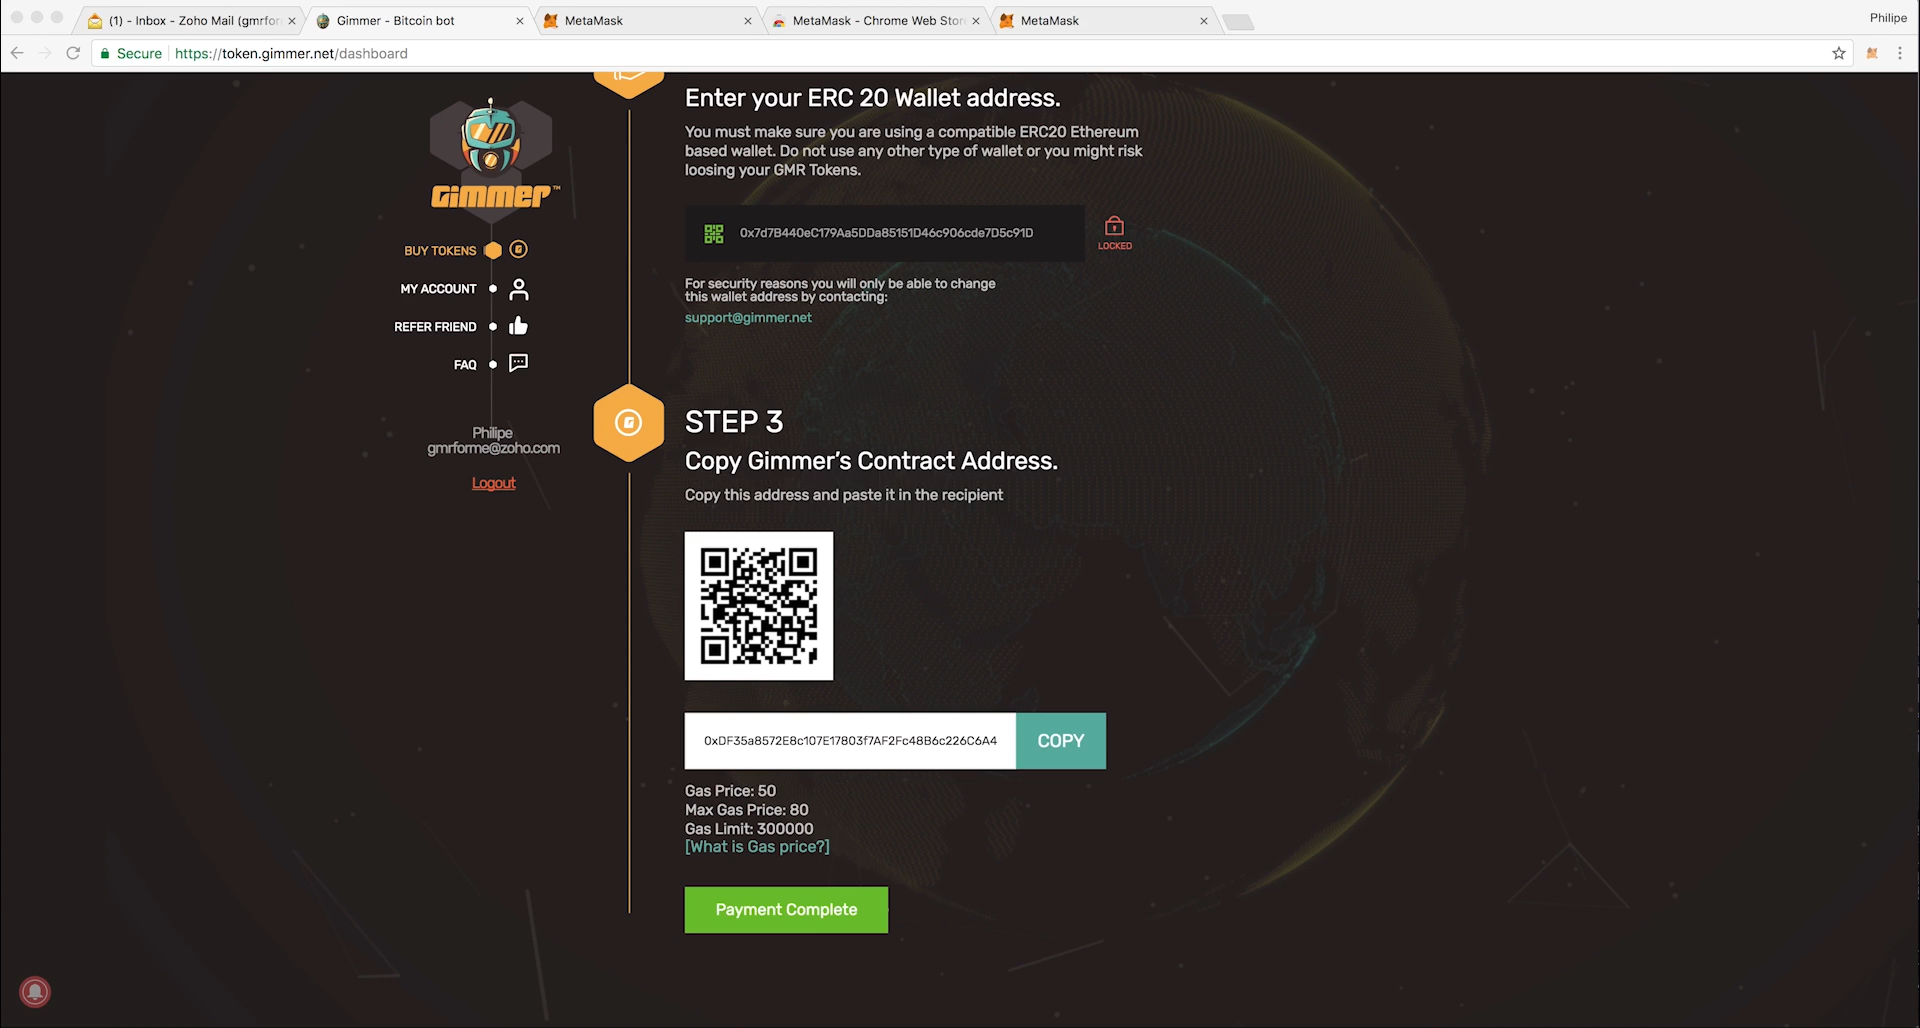 (1) - Inbox - Zoho Mail (gmrfor
Gimmer - Bitcoin bot
MetaMask
MetaMask - Chrome Web Stor
MetaMask
Philipe
Secure
https://token.gimmer.net/dashboard
Gimmer™
BUY TOKENS
MY ACCOUNT
REFER FRIEND
FAQ
Philipe
gmrforme@zoho.com
Logout
Enter your ERC 20 Wallet address.
You must make sure you are using a compatible ERC20 Ethereum
based wallet. Do not use any other type of wallet or you might risk
loosing your GMR Tokens.
0x7d7B440eC179Aa5DDa85151D46c906cde7D5c91D
LOCKED
For security reasons you will only be able to change
this wallet address by contacting:
support@gimmer.net
STEP 3
Copy Gimmer's Contract Address.
Copy this address and paste it in the recipient
0xDF35a8572E8c107E17803f7AF2Fc48B6c226C6A4
COPY
Gas Price: 50
Max Gas Price: 80
Gas Limit: 300000
[What is Gas price?]
Payment Complete